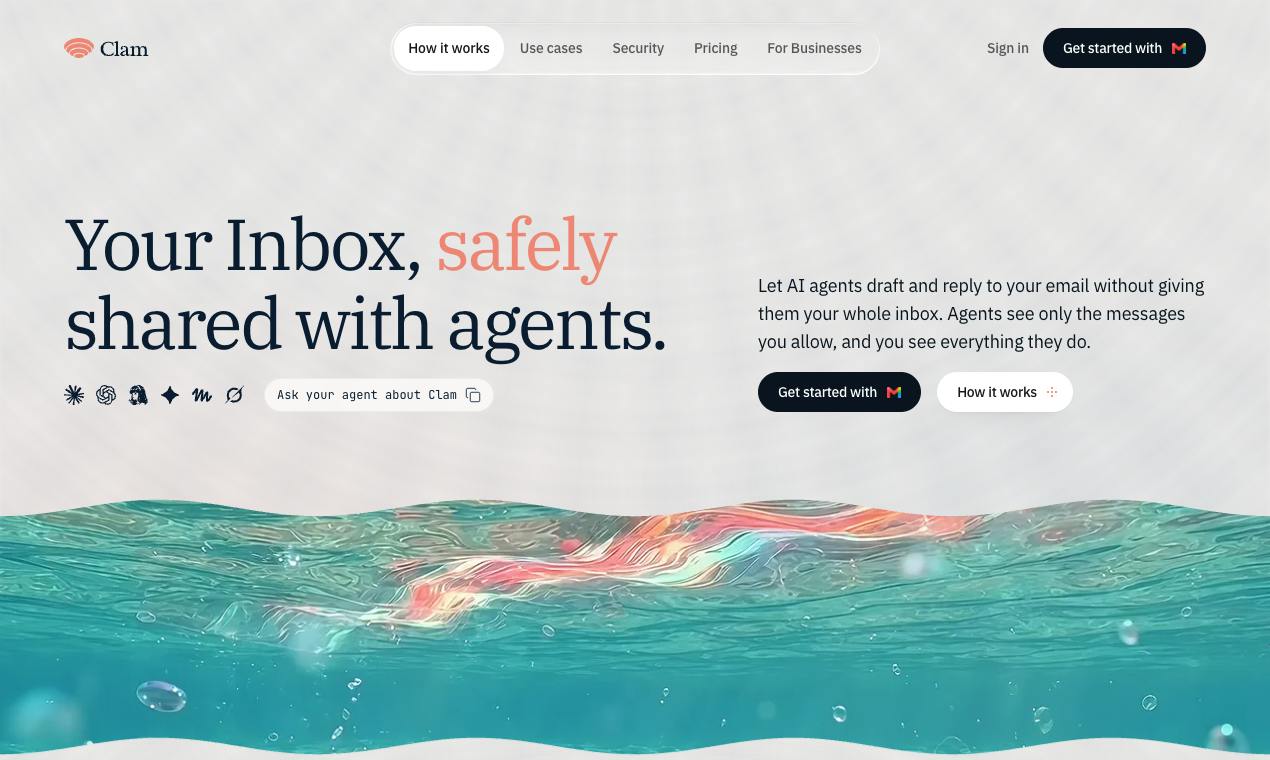 Clam
How it works
Use cases
Security
Pricing
For Businesses
Sign in
Get started with
Your Inbox, safely
shared with agents.
Ask your agent about Clam
Let AI agents draft and reply to your email without giving
them your whole inbox. Agents see only the messages
you allow, and you see everything they do.
Get started with
How it works